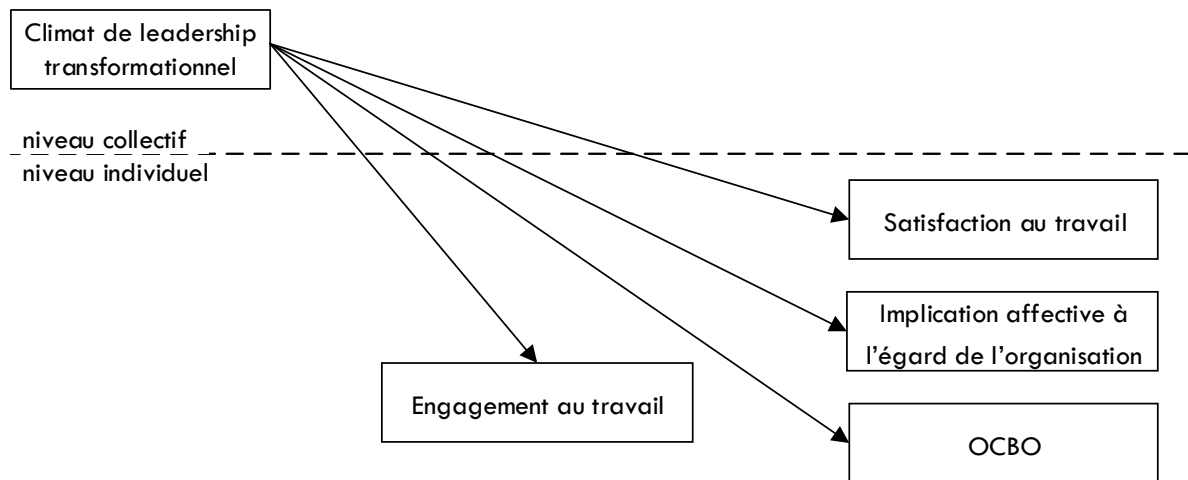 Climat de leadership
transformationnel
niveau collectif
niveau individuel
Satisfaction au travail
Implication affective à
l’égard de l’organisation
Engagement au travail
OCBO